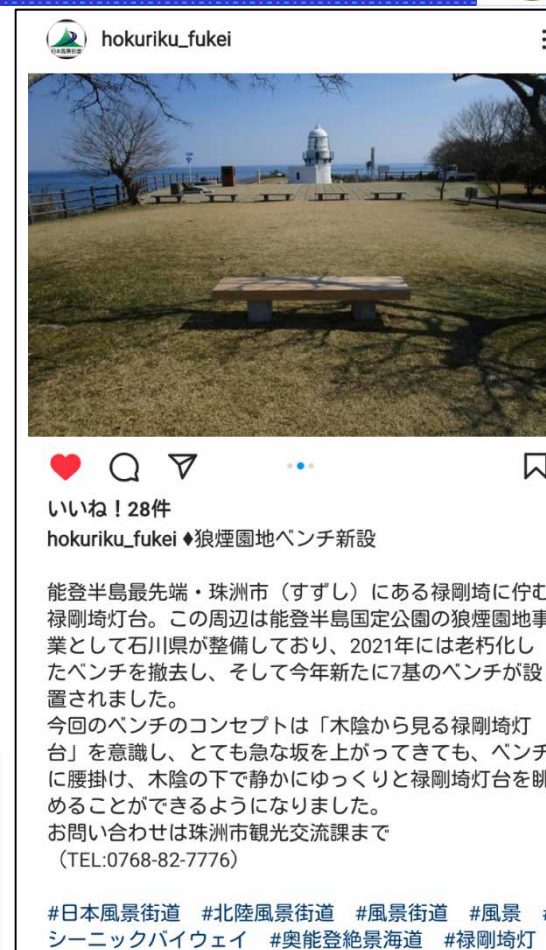 日本風景街道
hokuriku_fukei
いいね！28件
hokuriku_fukei ♦狼煙園地ベンチ新設
能登半島最先端・珠洲市（すずし）にある禄剛埼に佇む
禄剛埼灯台。この周辺は能登半島国定公園の狼煙園地事
業として石川県が整備しており、2021年には老朽化し
たベンチを撤去し、そして今年新たに7基のベンチが設
置されました。
今回のベンチのコンセプトは「木陰から見る禄剛埼灯
台」を意識し、とても急な坂を上がってきても、ベンチ
に腰掛け、木陰の下で静かにゆっくりと禄剛埼灯台を眺
めることができるようになりました。
お問い合わせは珠洲市観光交流課まで
（TEL:0768-82-7776）
#日本風景街道 #北陸風景街道 #風景街道 #風景 #
シーニックバイウェイ #奥能登絶景海道 #禄剛埼灯